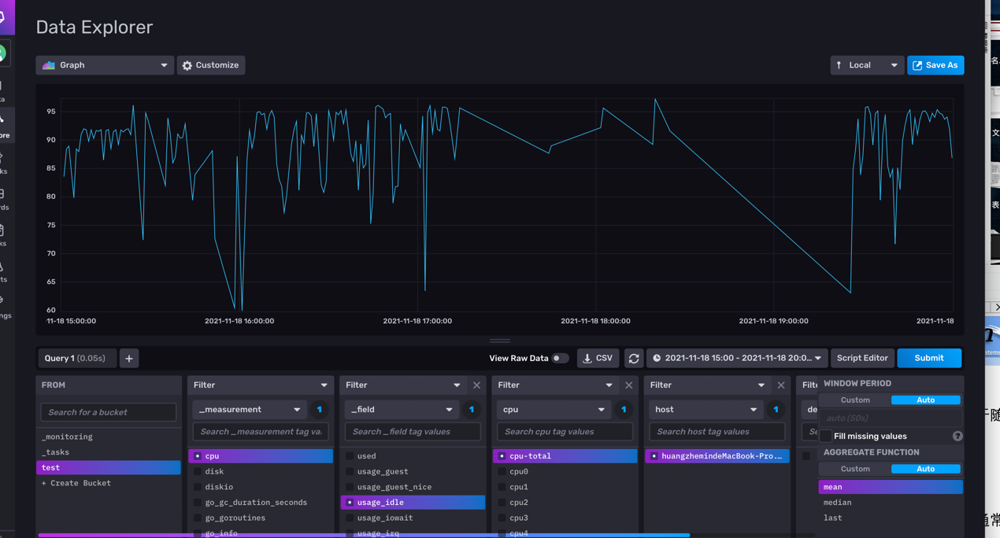 Data Explorer
Graph
Customize
Local
Save As
95
90
85
80
75
70
65
60
11-18 15:00:00
2021-11-18 16:00:00
2021-11-18 17:00:00
2021-11-18 18:00:00
2021-11-18 19:00:00
2021-11-18
Query 1 (0.05s)
+
View Raw Data
CSV
2021-11-18 15:00 - 2021-11-18 20:0...
Script Editor
Submit
FROM
Search for a bucket
_monitoring
_tasks
test
+ Create Bucket
Filter
_measurement
1
Search _measurement tag va
cpu
disk
diskio
go_gc_duration_seconds
go_goroutines
go_info
Filter
_field
1
Search _field tag values
used
usage_guest
usage_guest_nice
usage_idle
usage_iowait
usage_irq
Filter
cpu
1
Search cpu tag values
cpu-total
cpu0
cpu1
cpu2
cpu3
cpu4
Filter
host
1
Search host tag values
huangzhemindeMacBook-Pro...
Filt
de
WINDOW PERIOD
Custom
Auto
auto (50s)
Fill missing values
?
AGGREGATE FUNCTION
Custom
Auto
mean
median
last
ore
ks
rds
ks
ts
ngs
名
文
表